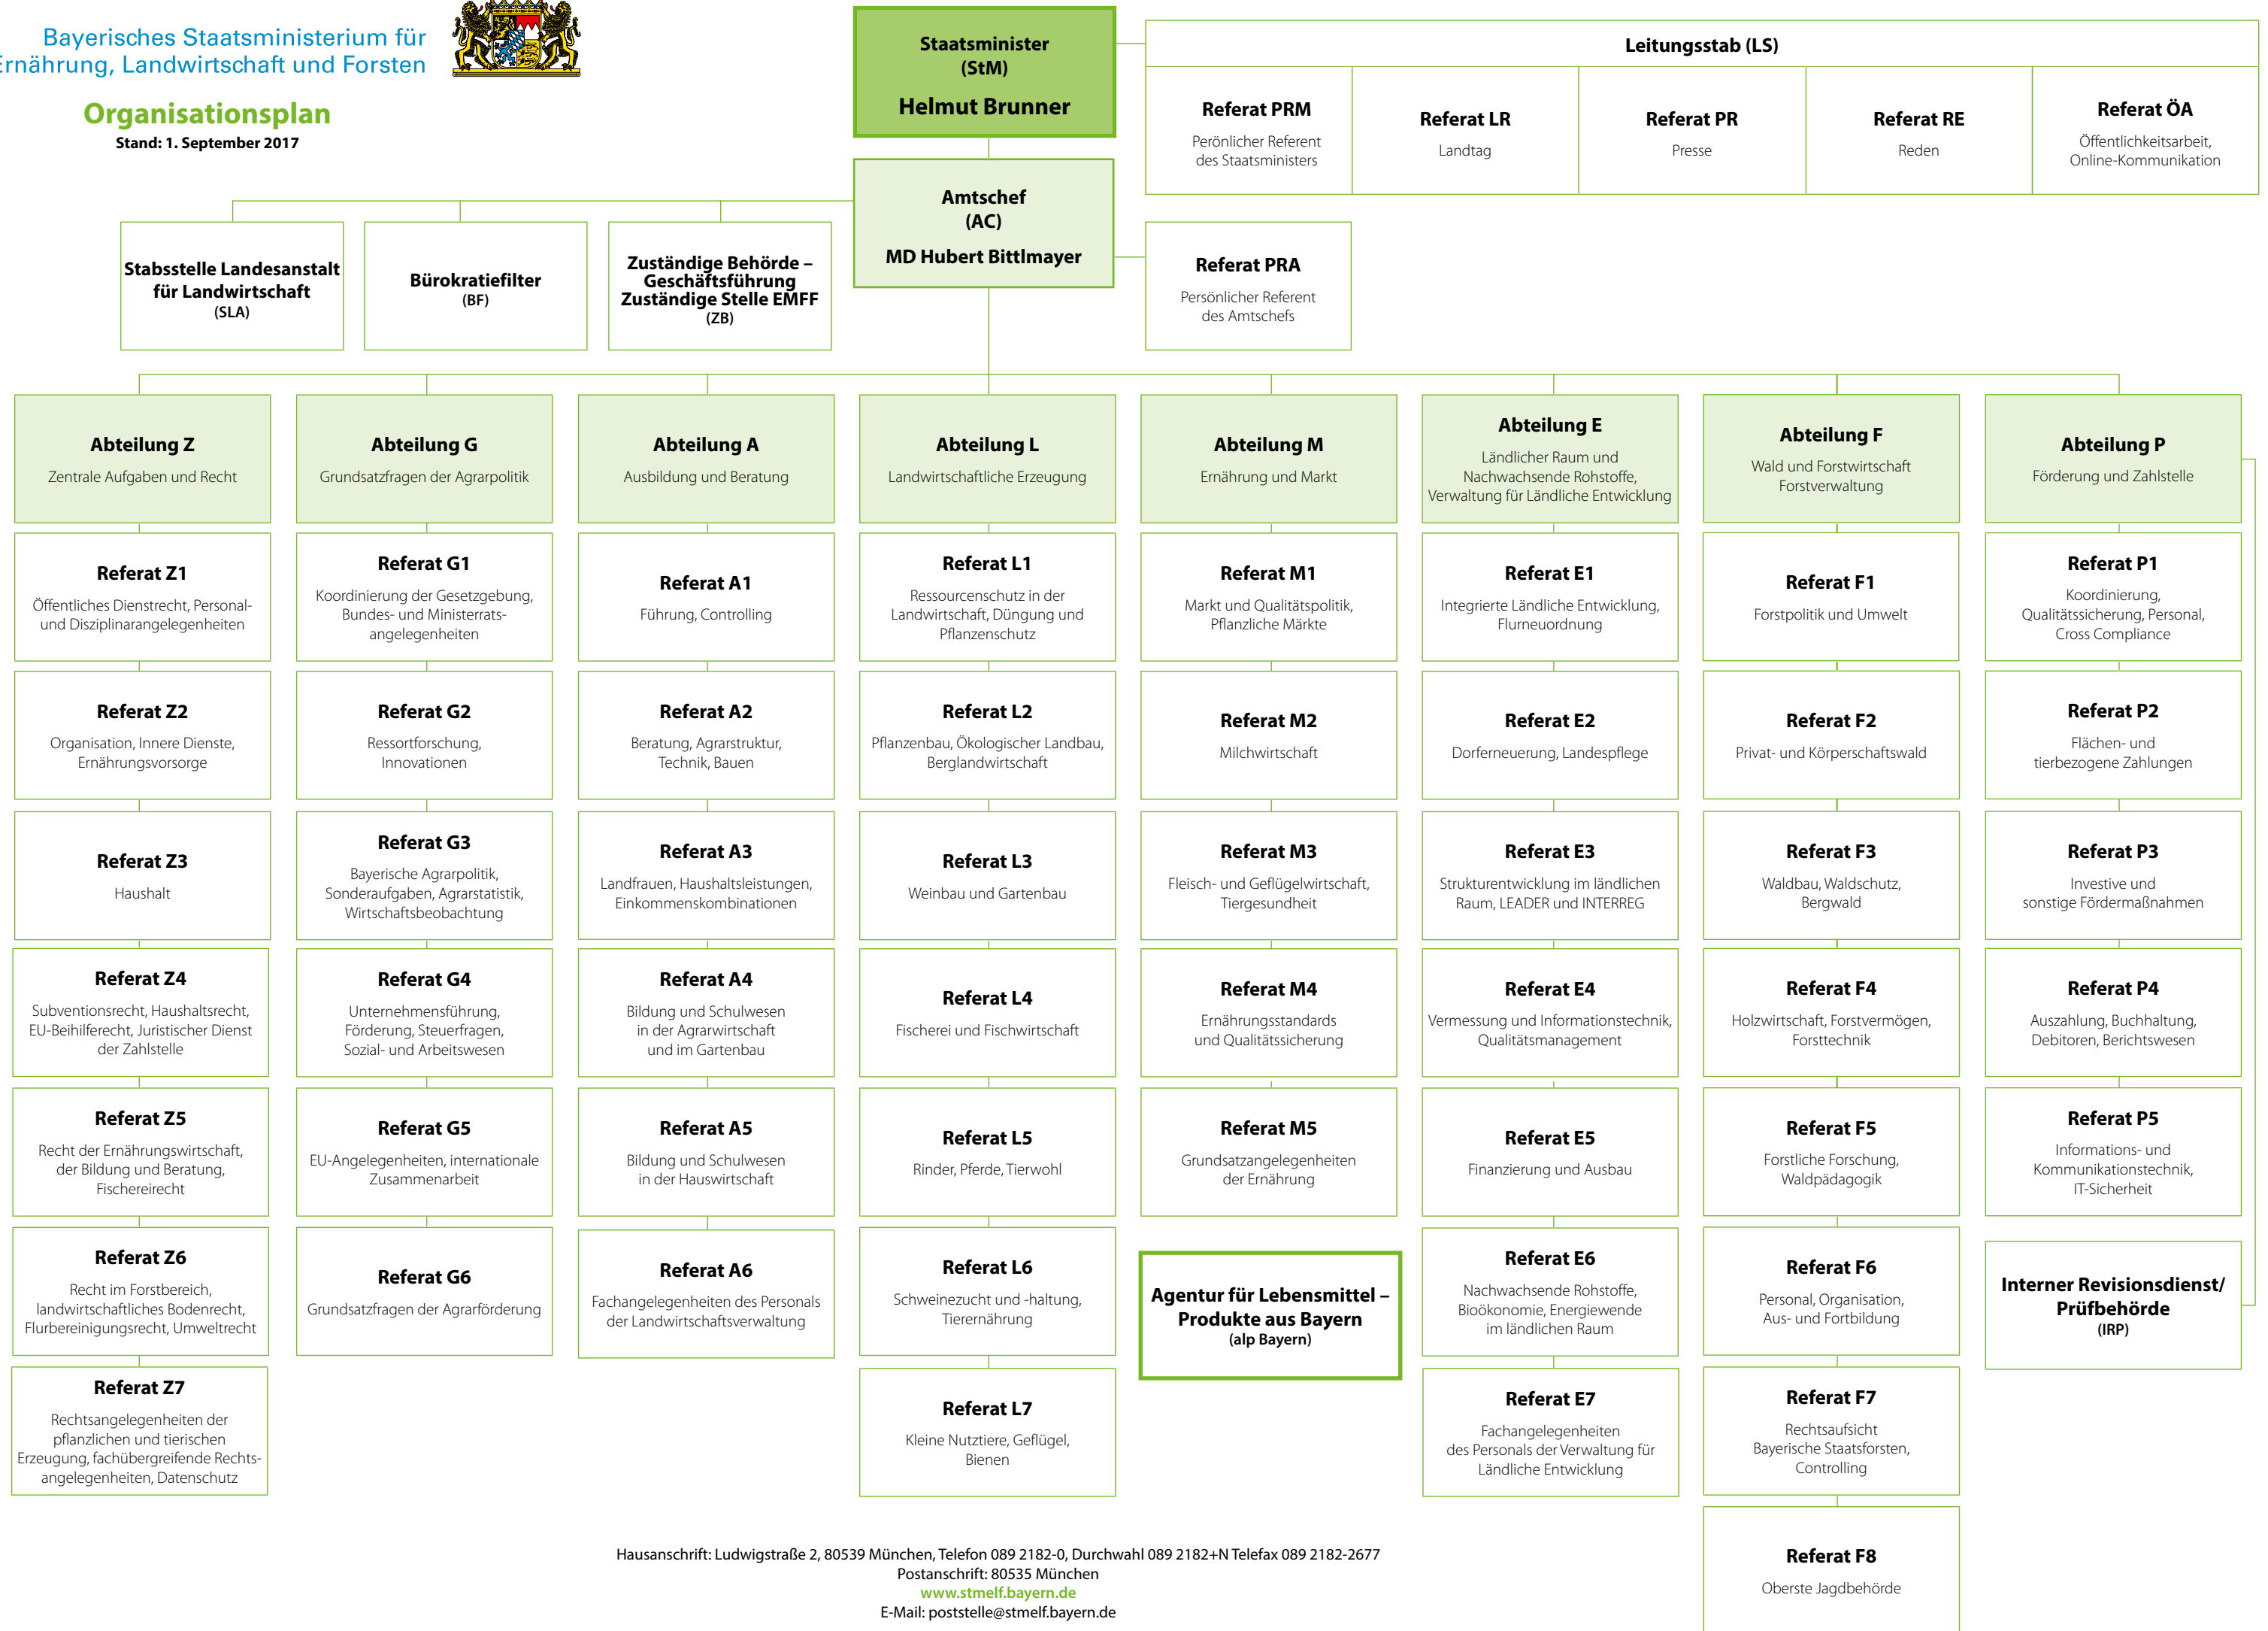 Bayerisches Staatsministerium für
Ernährung, Landwirtschaft und Forsten
Organisationsplan
Stand: 1. September 2017
Staatsminister
(StM)
Helmut Brunner
Leitungsstab (LS)
Referat PRM
Perönlicher Referent
des Staatsministers
Referat LR
Landtag
Referat PR
Presse
Referat RE
Reden
Referat ÖA
Öffentlichkeitsarbeit,
Online-Kommunikation
Amtschef
(AC)
MD Hubert Bittlmayer
Stabsstelle Landesanstalt
für Landwirtschaft
(SLA)
Bürokratiefilter
(BF)
Zuständige Behörde –
Geschäftsführung
Zuständige Stelle EMFF
(ZB)
Referat PRA
Persönlicher Referent
des Amtschefs
Abteilung Z
Zentrale Aufgaben und Recht
Referat Z1
Öffentliches Dienstrecht, Personal-
und Disziplinarangelegenheiten
Referat Z2
Organisation, Innere Dienste,
Ernährungsvorsorge
Referat Z3
Haushalt
Referat Z4
Subventionsrecht, Haushaltsrecht,
EU-Beihilferecht, Juristischer Dienst
der Zahlstelle
Referat Z5
Recht der Ernährungswirtschaft,
der Bildung und Beratung,
Fischereirecht
Referat Z6
Recht im Forstbereich,
landwirtschaftliches Bodenrecht,
Flurbereinigungsrecht, Umweltrecht
Referat Z7
Rechtsangelegenheiten der
pflanzlichen und tierischen
Erzeugung, fachübergreifende Rechts-
angelegenheiten, Datenschutz
Abteilung G
Grundsatzfragen der Agrarpolitik
Referat G1
Koordinierung der Gesetzgebung,
Bundes- und Ministerrats-
angelegenheiten
Referat G2
Ressortforschung,
Innovationen
Referat G3
Bayerische Agrarpolitik,
Sonderaufgaben, Agrarstatistik,
Wirtschaftsbeobachtung
Referat G4
Unternehmensführung,
Förderung, Steuerfragen,
Sozial- und Arbeitswesen
Referat G5
EU-Angelegenheiten, internationale
Zusammenarbeit
Referat G6
Grundsatzfragen der Agrarförderung
Abteilung A
Ausbildung und Beratung
Referat A1
Führung, Controlling
Referat A2
Beratung, Agrarstruktur,
Technik, Bauen
Referat A3
Landfrauen, Haushaltsleistungen,
Einkommenskombinationen
Referat A4
Bildung und Schulwesen
in der Agrarwirtschaft
und im Gartenbau
Referat A5
Bildung und Schulwesen
in der Hauswirtschaft
Referat A6
Fachangelegenheiten des Personals
der Landwirtschaftsverwaltung
Abteilung L
Landwirtschaftliche Erzeugung
Referat L1
Ressourcenschutz in der
Landwirtschaft, Düngung und
Pflanzenschutz
Referat L2
Pflanzenbau, Ökologischer Landbau,
Berglandwirtschaft
Referat L3
Weinbau und Gartenbau
Referat L4
Fischerei und Fischwirtschaft
Referat L5
Rinder, Pferde, Tierwohl
Referat L6
Schweinezucht und -haltung,
Tierernährung
Referat L7
Kleine Nutztiere, Geflügel,
Bienen
Abteilung M
Ernährung und Markt
Referat M1
Markt und Qualitätspolitik,
Pflanzliche Märkte
Referat M2
Milchwirtschaft
Referat M3
Fleisch- und Geflügelwirtschaft,
Tiergesundheit
Referat M4
Ernährungsstandards
und Qualitätssicherung
Referat M5
Grundsatzangelegenheiten
der Ernährung
Agentur für Lebensmittel –
Produkte aus Bayern
(alp Bayern)
Abteilung E
Ländlicher Raum und
Nachwachsende Rohstoffe,
Verwaltung für Ländliche Entwicklung
Referat E1
Integrierte Ländliche Entwicklung,
Flurneuordnung
Referat E2
Dorferneuerung, Landespflege
Referat E3
Strukturentwicklung im ländlichen
Raum, LEADER und INTERREG
Referat E4
Vermessung und Informationstechnik,
Qualitätsmanagement
Referat E5
Finanzierung und Ausbau
Referat E6
Nachwachsende Rohstoffe,
Bioökonomie, Energiewende
im ländlichen Raum
Referat E7
Fachangelegenheiten
des Personals der Verwaltung für
Ländliche Entwicklung
Abteilung F
Wald und Forstwirtschaft
Forstverwaltung
Referat F1
Forstpolitik und Umwelt
Referat F2
Privat- und Körperschaftswald
Referat F3
Waldbau, Waldschutz,
Bergwald
Referat F4
Holzwirtschaft, Forstvermögen,
Forsttechnik
Referat F5
Forstliche Forschung,
Waldpädagogik
Referat F6
Personal, Organisation,
Aus- und Fortbildung
Referat F7
Rechtsaufsicht
Bayerische Staatsforsten,
Controlling
Referat F8
Oberste Jagdbehörde
Abteilung P
Förderung und Zahlstelle
Referat P1
Koordinierung,
Qualitätssicherung, Personal,
Cross Compliance
Referat P2
Flächen- und
tierbezogene Zahlungen
Referat P3
Investive und
sonstige Fördermaßnahmen
Referat P4
Auszahlung, Buchhaltung,
Debitoren, Berichtswesen
Referat P5
Informations- und
Kommunikationstechnik,
IT-Sicherheit
Interner Revisionsdienst/
Prüfbehörde
(IRP)
Hausanschrift: Ludwigstraße 2, 80539 München, Telefon 089 2182-0, Durchwahl 089 2182+N Telefax 089 2182-2677
Postanschrift: 80535 München
www.stmelf.bayern.de
E-Mail: poststelle@stmelf.bayern.de